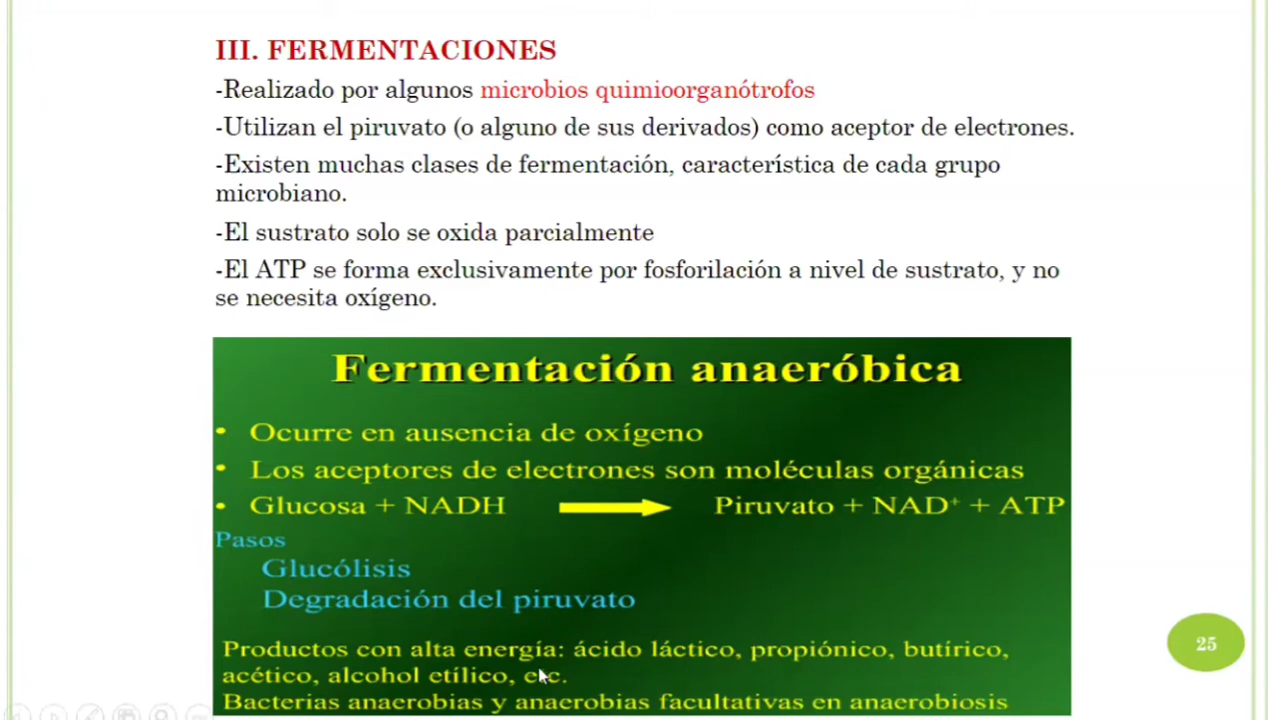 III. FERMENTACIONES
-Realizado por algunos microbios quimioorganótrofos
-Utilizan el piruvato (o alguno de sus derivados) como aceptor de electrones.
-Existen muchas clases de fermentación, característica de cada grupo
microbiano.
-El sustrato solo se oxida parcialmente
-El ATP se forma exclusivamente por fosforilación a nivel de sustrato, y no
se necesita oxígeno.
Fermentación anaeróbica
• Ocurre en ausencia de oxígeno
• Los aceptores de electrones son moléculas orgánicas
• Glucosa + NADH Piruvato + NAD⁺ + ATP
Pasos
Glucólisis
Degradación del piruvato
Productos con alta energía: ácido láctico, propiónico, butírico,
acético, alcohol etílico, etc.
Bacterias anaerobias y anaerobias facultativas en anaerobiosis
25